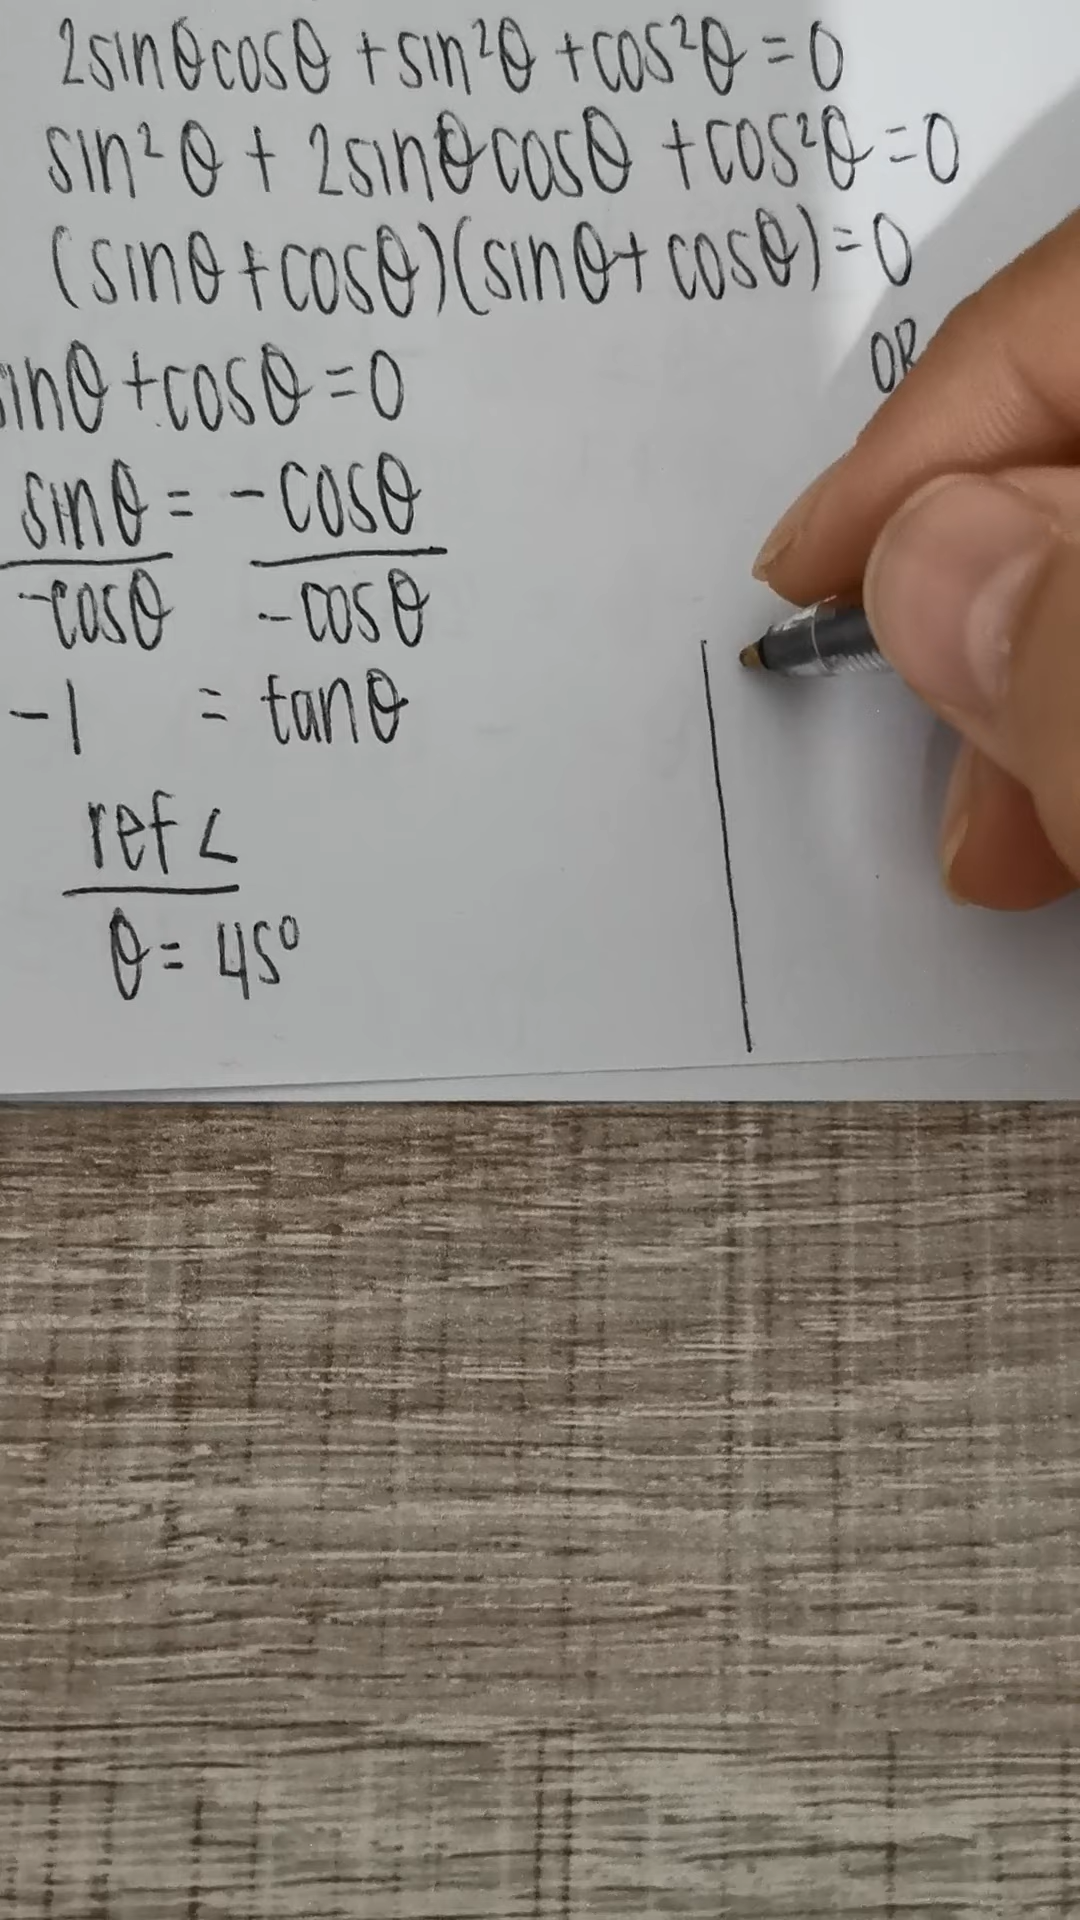 2sinθcosθ + sin²θ + cos²θ = 0
sin²θ + 2sinθcosθ + cos²θ = 0
(sinθ + cosθ)(sinθ + cosθ) = 0
OR
inθ + cosθ = 0
sinθ = -cosθ
-cosθ -cosθ
-1 = tanθ
ref <
θ = 45°